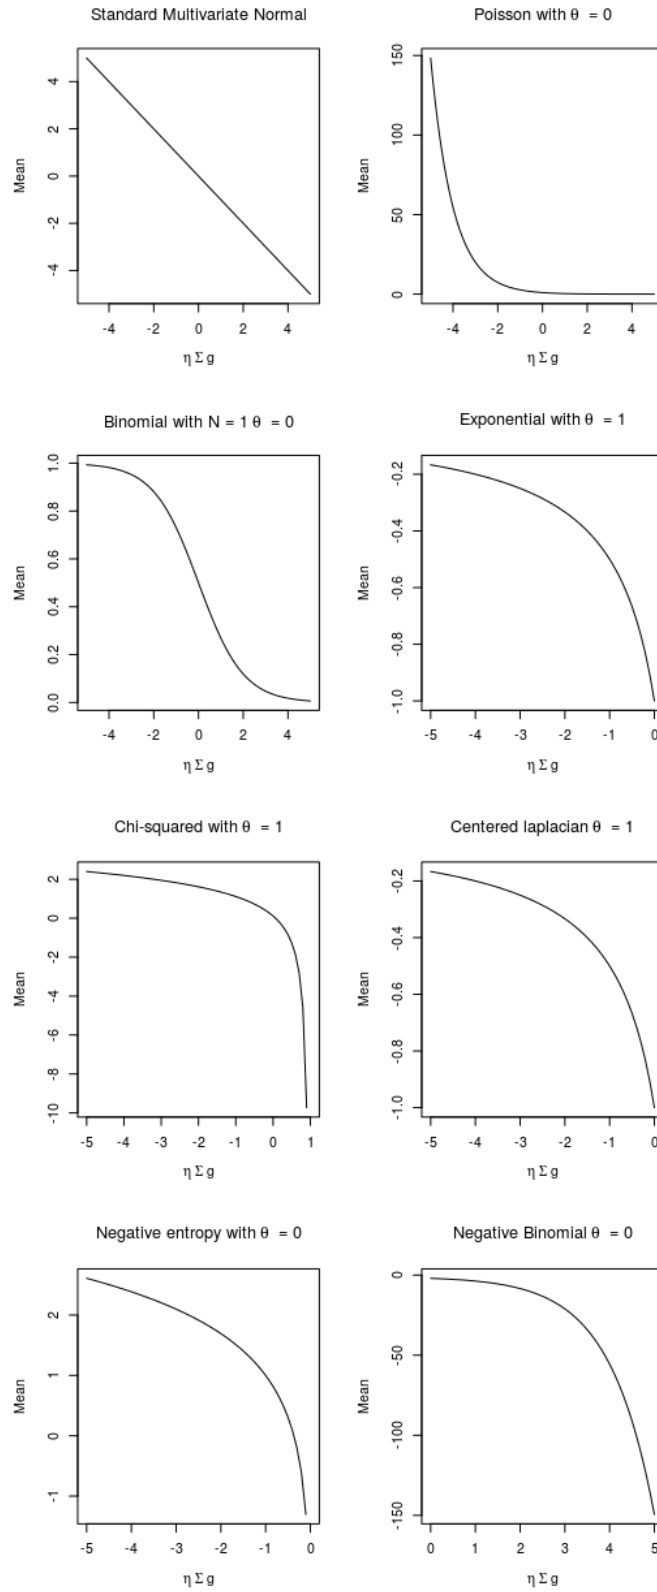 Standard Multivariate Normal
Mean
4
2
0
-2
-4
-4 -2 0 2 4
η Σ g
Poisson with θ = 0
Mean
150
100
50
0
-4 -2 0 2 4
η Σ g
Binomial with N = 1 θ = 0
Mean
1.0
0.8
0.6
0.4
0.2
0.0
-4 -2 0 2 4
η Σ g
Exponential with θ = 1
Mean
-0.2
-0.4
-0.6
-0.8
-1.0
-5 -4 -3 -2 -1 0
η Σ g
Chi-squared with θ = 1
Mean
2
0
-2
-4
-6
-8
-10
-5 -4 -3 -2 -1 0 1
η Σ g
Centered laplacian θ = 1
Mean
-0.2
-0.4
-0.6
-0.8
-1.0
-5 -4 -3 -2 -1 0
η Σ g
Negative entropy with θ = 0
Mean
2
1
0
-1
-5 -4 -3 -2 -1 0
η Σ g
Negative Binomial θ = 0
Mean
0
-50
-100
-150
0 1 2 3 4 5
η Σ g